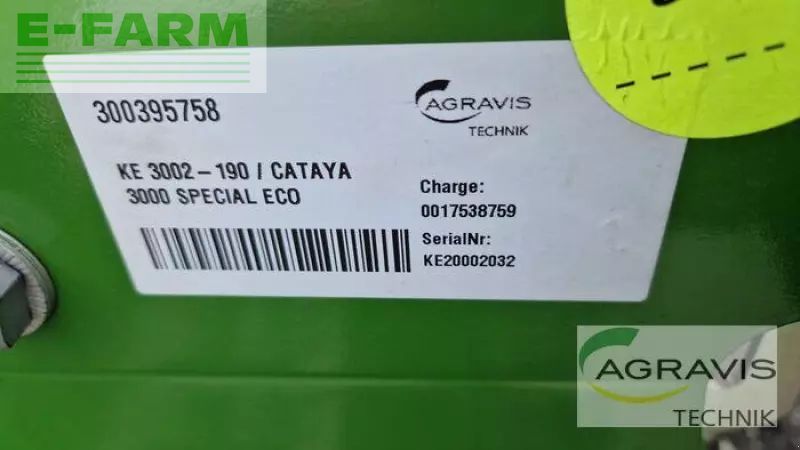 E-FARM
300395758
AGRAVIS
TECHNIK
KE 3002-190 / CATAYA
3000 SPECIAL ECO
Charge:
0017538759
SerialNr:
KE20002032
AGRAVIS
TECHNIK